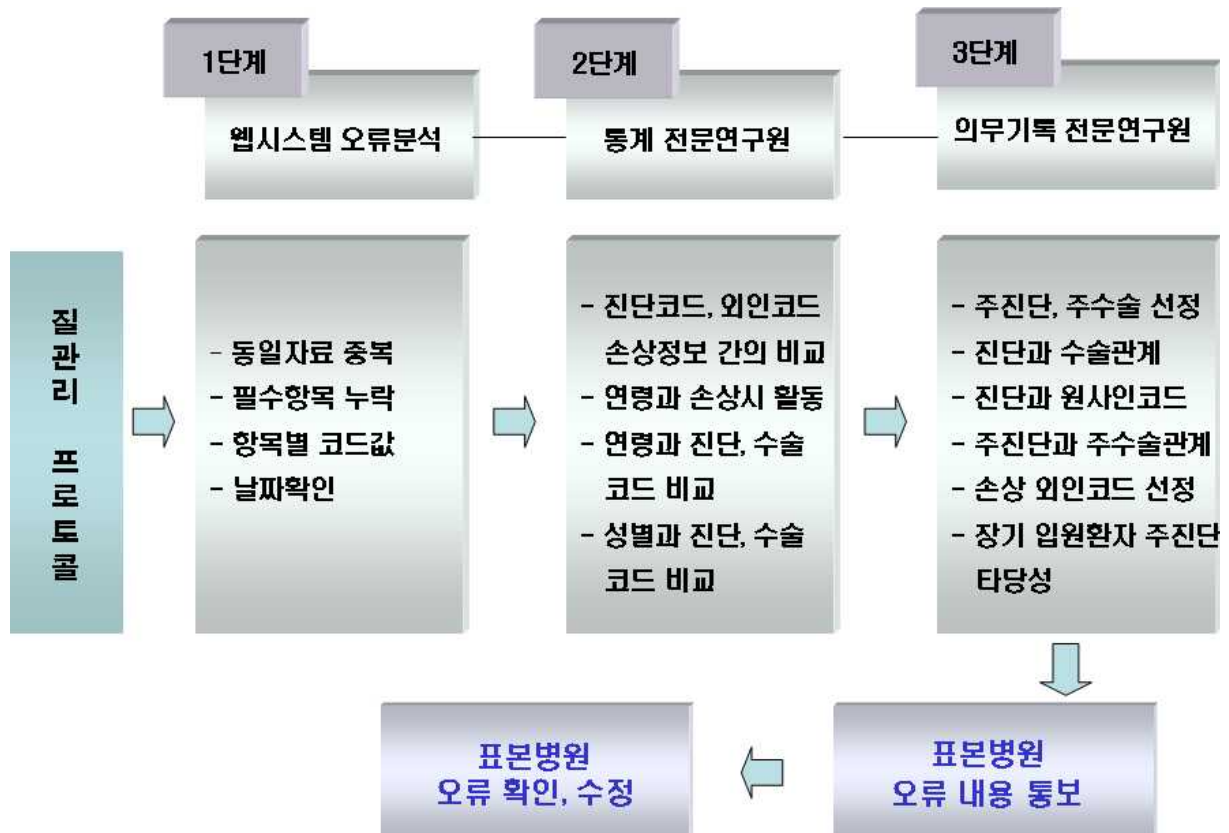 1단계
웹시스템 오류분석
2단계
통계 전문연구원
3단계
의무기록 전문연구원
질관리 프로토콜
- 동일자료 중복
- 필수항목 누락
- 항목별 코드값
- 날짜확인
- 진단코드, 외인코드
손상정보 간의 비교
- 연령과 손상시 활동
- 연령과 진단, 수술
코드 비교
- 성별과 진단, 수술
코드 비교
- 주진단, 주수술 선정
- 진단과 수술관계
- 진단과 원사인코드
- 주진단과 주수술관계
- 손상 외인코드 선정
- 장기 입원환자 주진단
타당성
표본병원
오류 확인, 수정
표본병원
오류 내용 통보